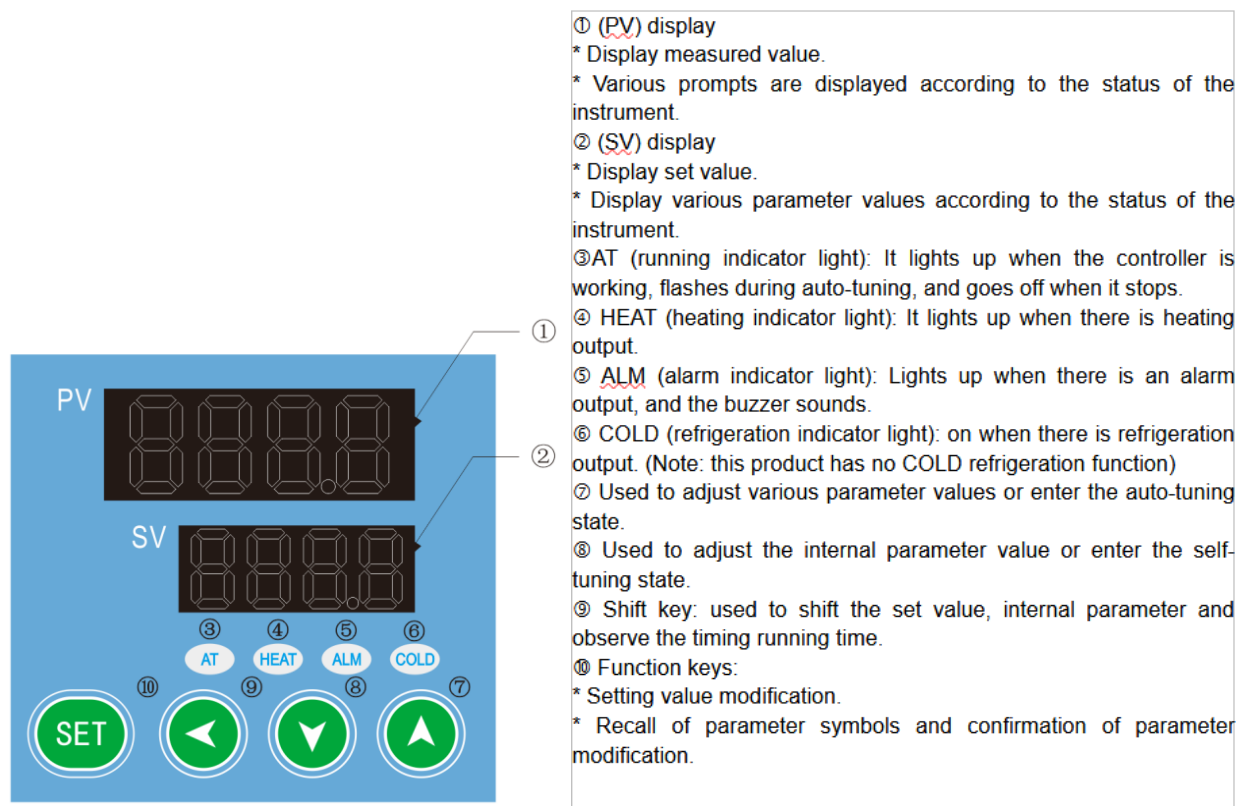 PV
①
②
SV
③ ④ ⑤ ⑥
AT HEAT ALM COLD
⑩ ⑨ ⑧ ⑦
SET
① (PV) display
* Display measured value.
* Various prompts are displayed according to the status of the
instrument.
② (SV) display
* Display set value.
* Display various parameter values according to the status of the
instrument.
③AT (running indicator light): It lights up when the controller is
working, flashes during auto-tuning, and goes off when it stops.
④ HEAT (heating indicator light): It lights up when there is heating
output.
⑤ ALM (alarm indicator light): Lights up when there is an alarm
output, and the buzzer sounds.
⑥ COLD (refrigeration indicator light): on when there is refrigeration
output. (Note: this product has no COLD refrigeration function)
⑦ Used to adjust various parameter values or enter the auto-tuning
state.
⑧ Used to adjust the internal parameter value or enter the self-
tuning state.
⑨ Shift key: used to shift the set value, internal parameter and
observe the timing running time.
⑩ Function keys:
* Setting value modification.
* Recall of parameter symbols and confirmation of parameter
modification.